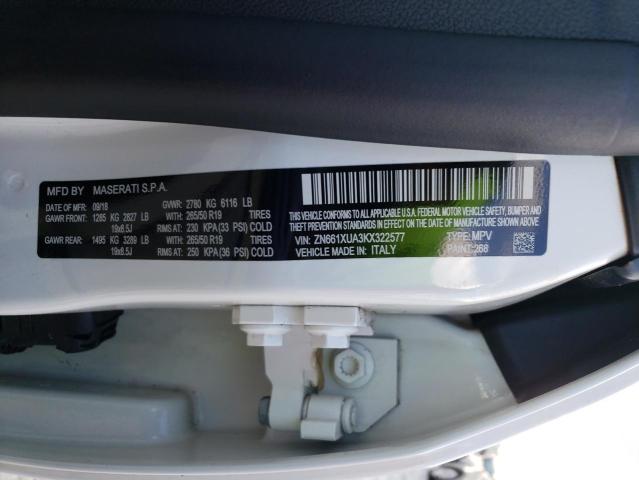 MFD BY MASERATI S.P.A.
DATE OF MFR: 09/18 GVWR: 2780 KG 6116 LB
GAWR FRONT: 1285 KG 2827 LB WITH: 265/50 R19 TIRES
19x8.5J RIMS AT: 230 KPA (33 PSI) COLD
GAWR REAR: 1495 KG 3289 LB WITH: 265/50 R19 TIRES
19x8.5J RIMS AT: 250 KPA (36 PSI) COLD
THIS VEHICLE CONFORMS TO ALL APPLICABLE
FEDERAL U.S.A. MOTOR VEHICLE SAFETY, BUMPER,
AND THEFT PREVENTION STANDARDS IN EFFECT
ON THE DATE OF MANUFACTURE SHOWN ABOVE.
VIN: ZN661XUA3KX322577 TYPE: MPV
VEHICLE MADE IN: ITALY PAINT: 268